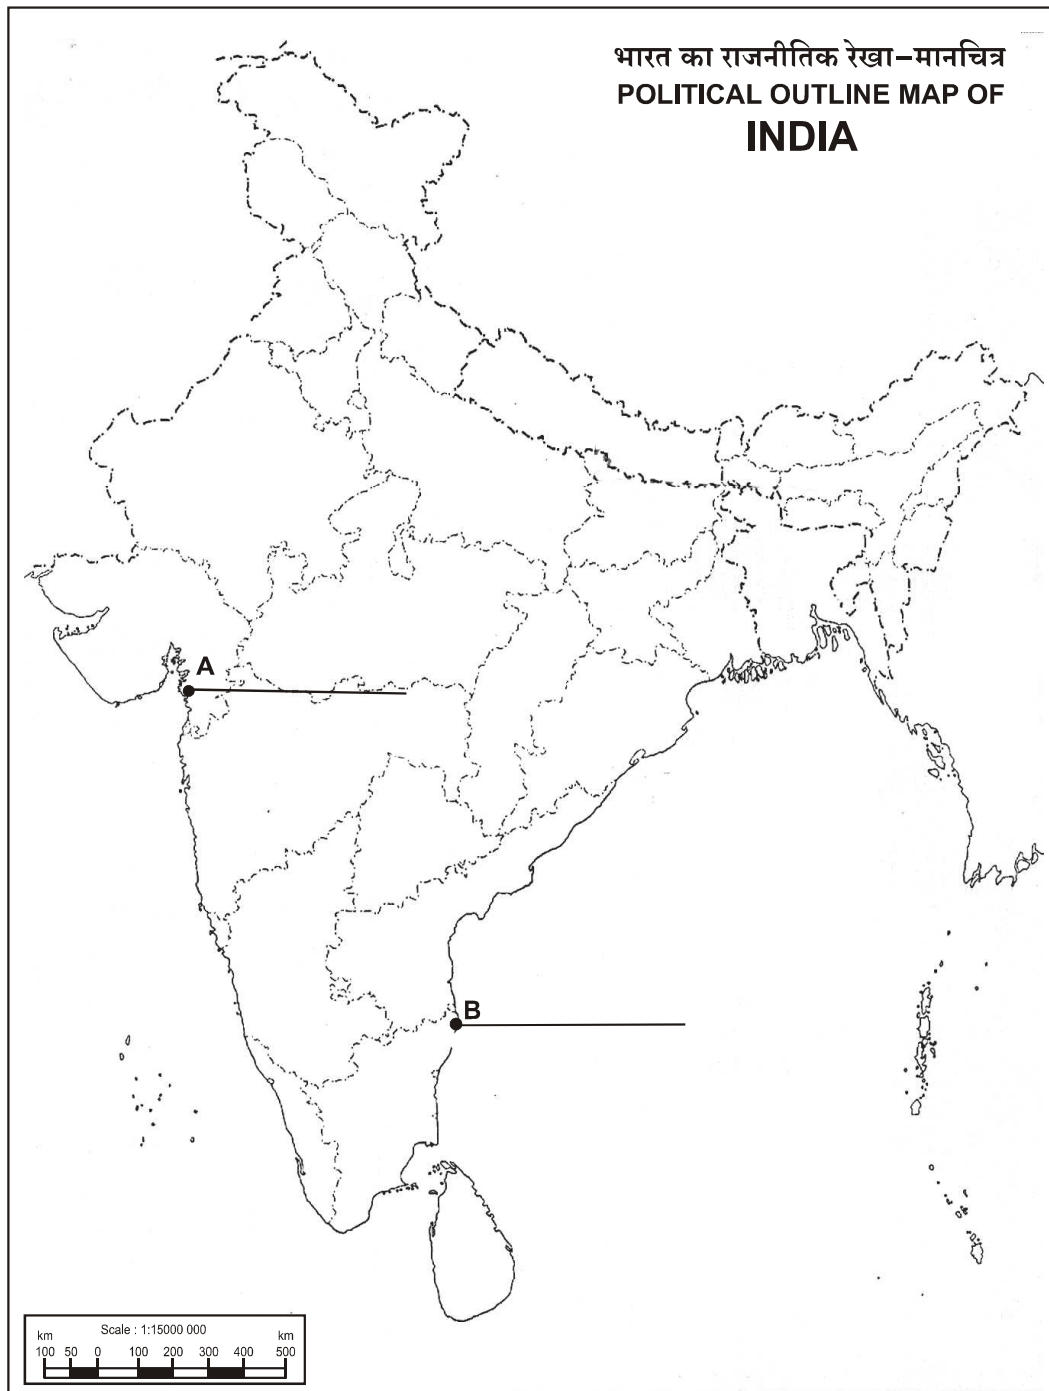 भारत का राजनीतिक रेखा–मानचित्र
POLITICAL OUTLINE MAP OF
INDIA
A
B
Scale : 1:15000 000
km km
100 50 0 100 200 300 400 500